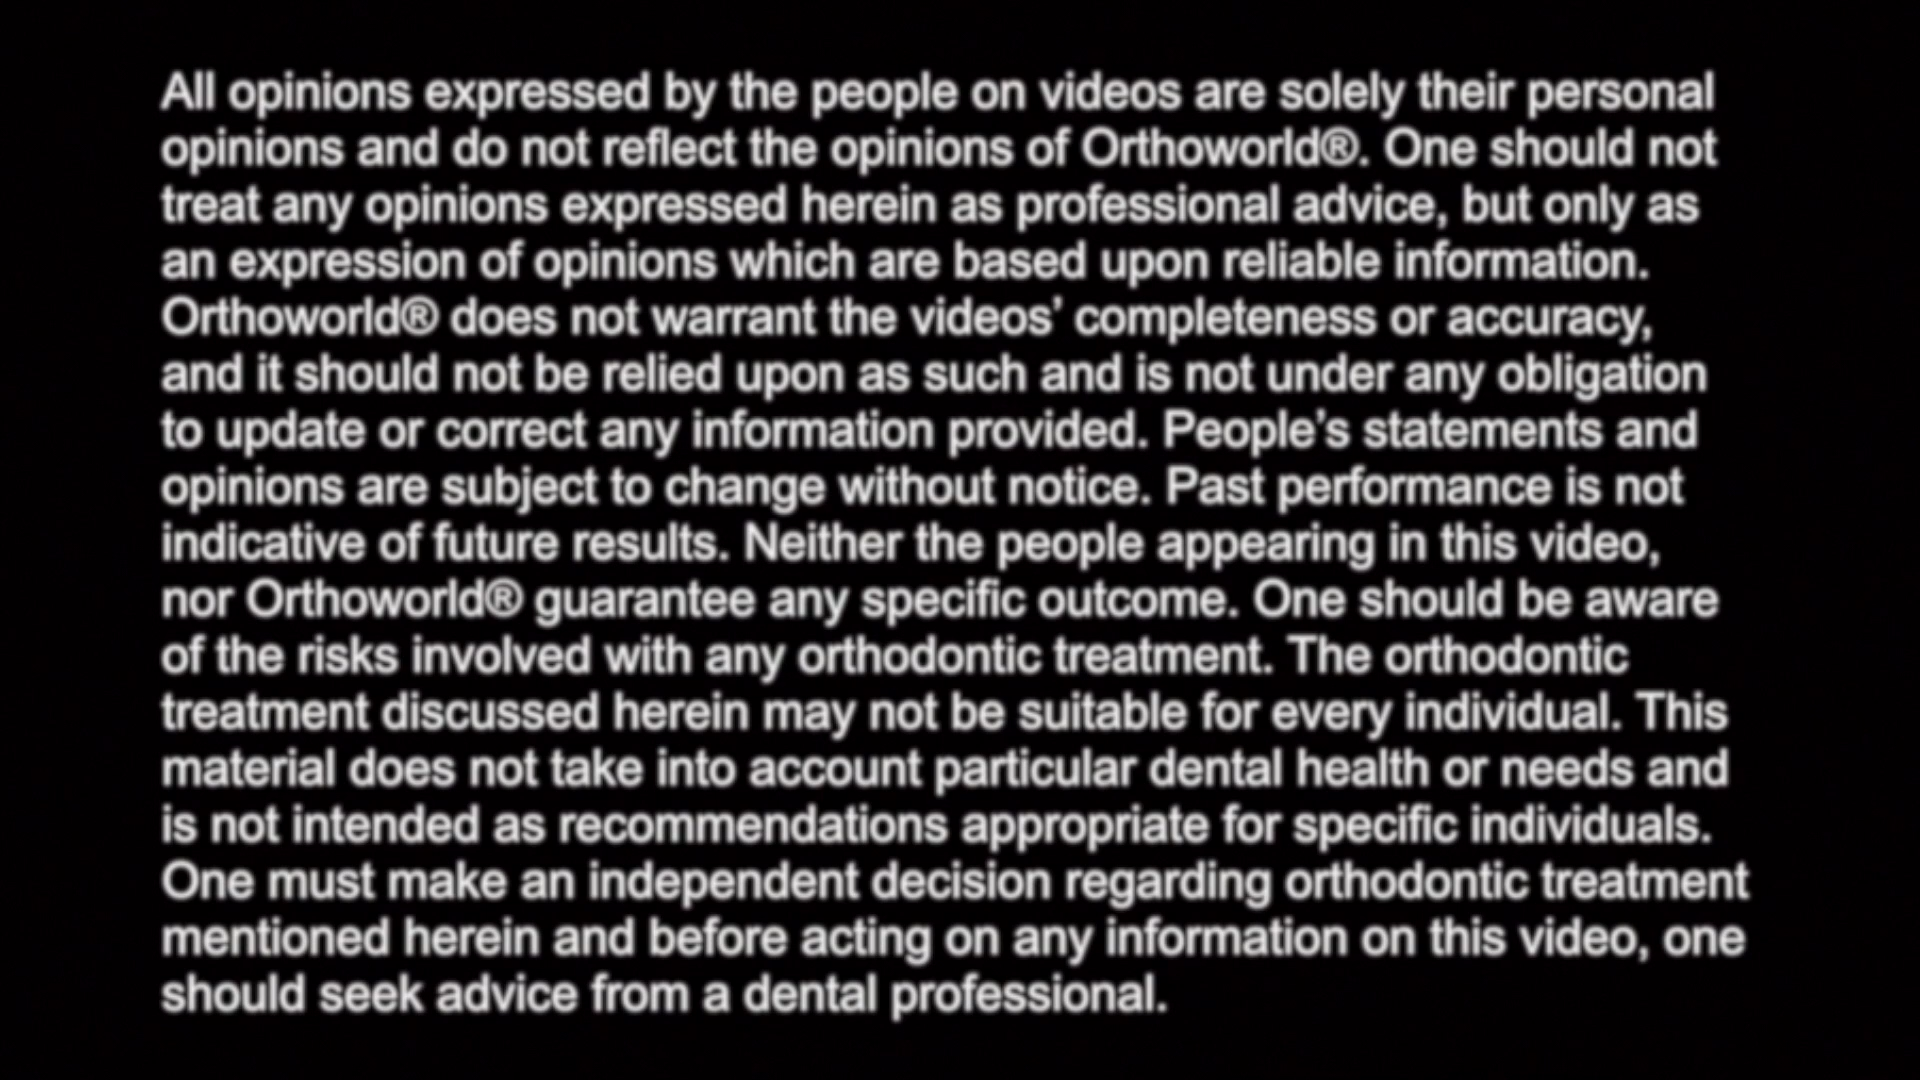 All opinions expressed by the people on videos are solely their personal
opinions and do not reflect the opinions of Orthoworld®. One should not
treat any opinions expressed herein as professional advice, but only as
an expression of opinions which are based upon reliable information.
Orthoworld® does not warrant the videos’ completeness or accuracy,
and it should not be relied upon as such and is not under any obligation
to update or correct any information provided. People’s statements and
opinions are subject to change without notice. Past performance is not
indicative of future results. Neither the people appearing in this video,
nor Orthoworld® guarantee any specific outcome. One should be aware
of the risks involved with any orthodontic treatment. The orthodontic
treatment discussed herein may not be suitable for every individual. This
material does not take into account particular dental health or needs and
is not intended as recommendations appropriate for specific individuals.
One must make an independent decision regarding orthodontic treatment
mentioned herein and before acting on any information on this video, one
should seek advice from a dental professional.